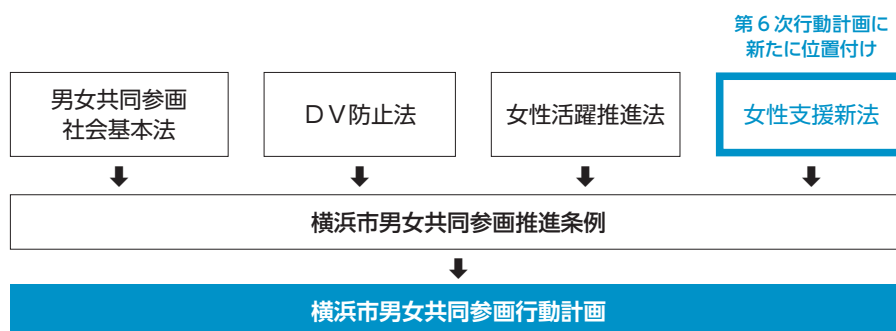 第6次行動計画に
新たに位置付け
男女共同参画
社会基本法
DV防止法
女性活躍推進法
女性支援新法
横浜市男女共同参画推進条例
横浜市男女共同参画行動計画